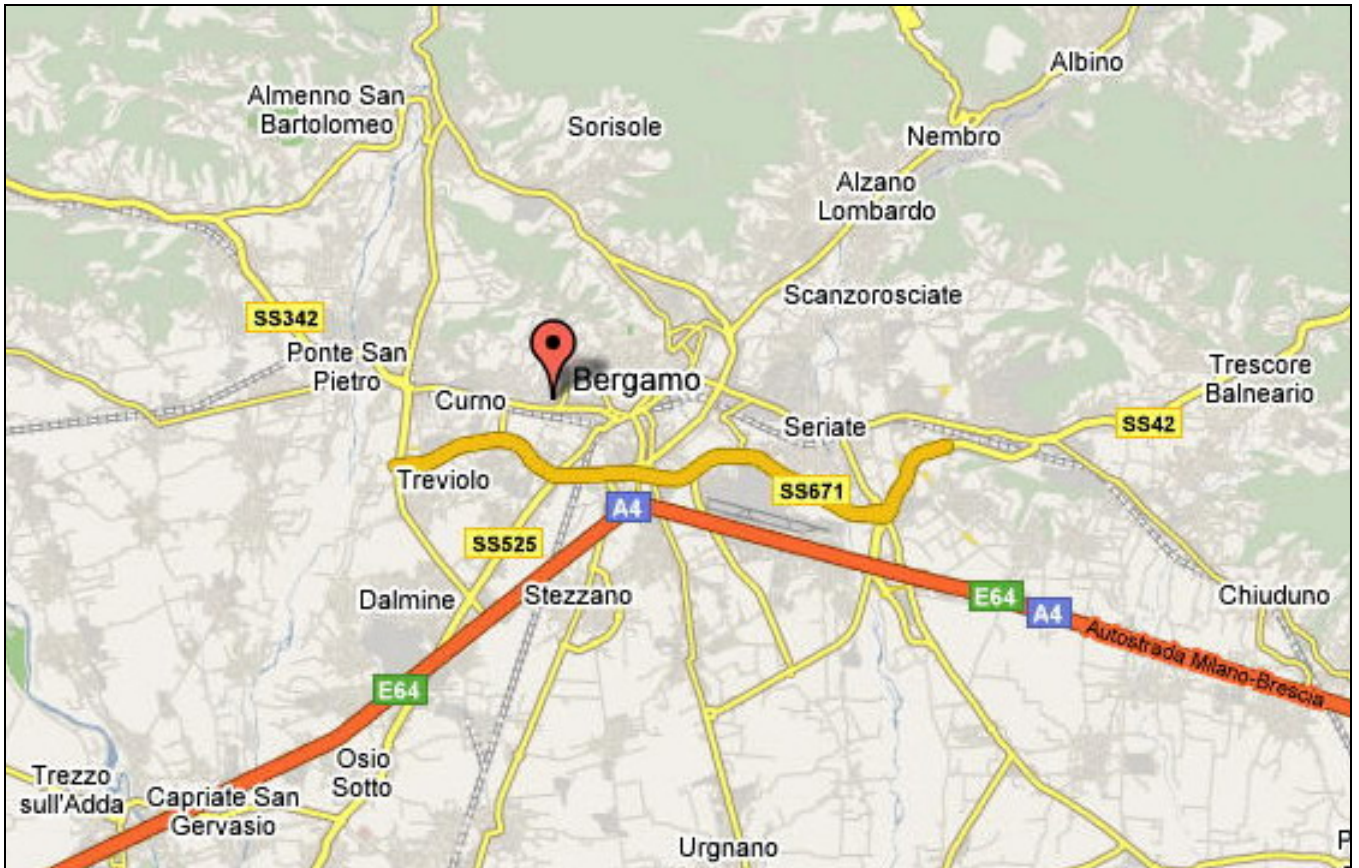 Albino
Almenno San
Bartolomeo
Sorisole
Nembro
Alzano
Lombardo
Scanzorosciate
SS342
Ponte San
Pietro
Trescore
Balneario
Bergamo
Curno
Seriate
SS42
Treviolo
SS671
A4
SS525
Dalmine
Stezzano
E64
A4
Chiuduno
Autostrada Milano-Brescia
E64
Osio
Sotto
Trezzo
sull'Adda
Capriate San
Gervasio
Urgnano